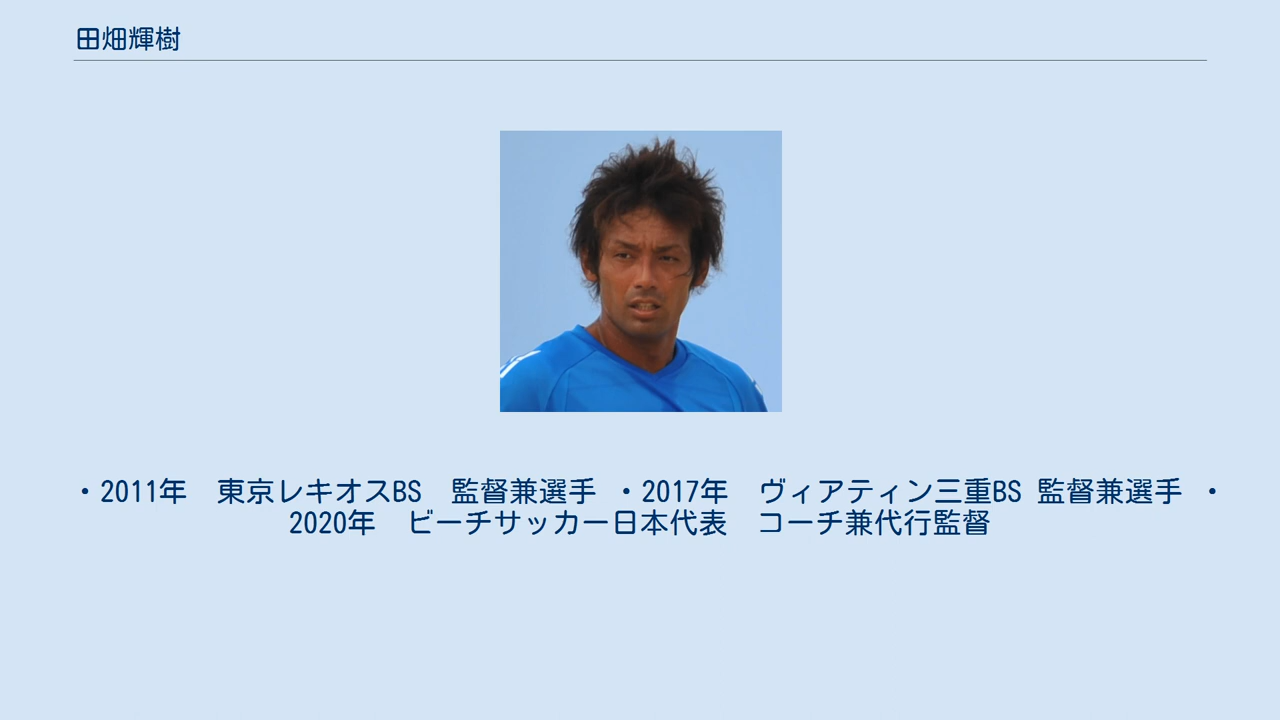 田畑輝樹
・2011年　東京レキオスBS　監督兼選手 ・2017年　ヴィアティン三重BS 監督兼選手 ・
2020年　ビーチサッカー日本代表　コーチ兼代行監督